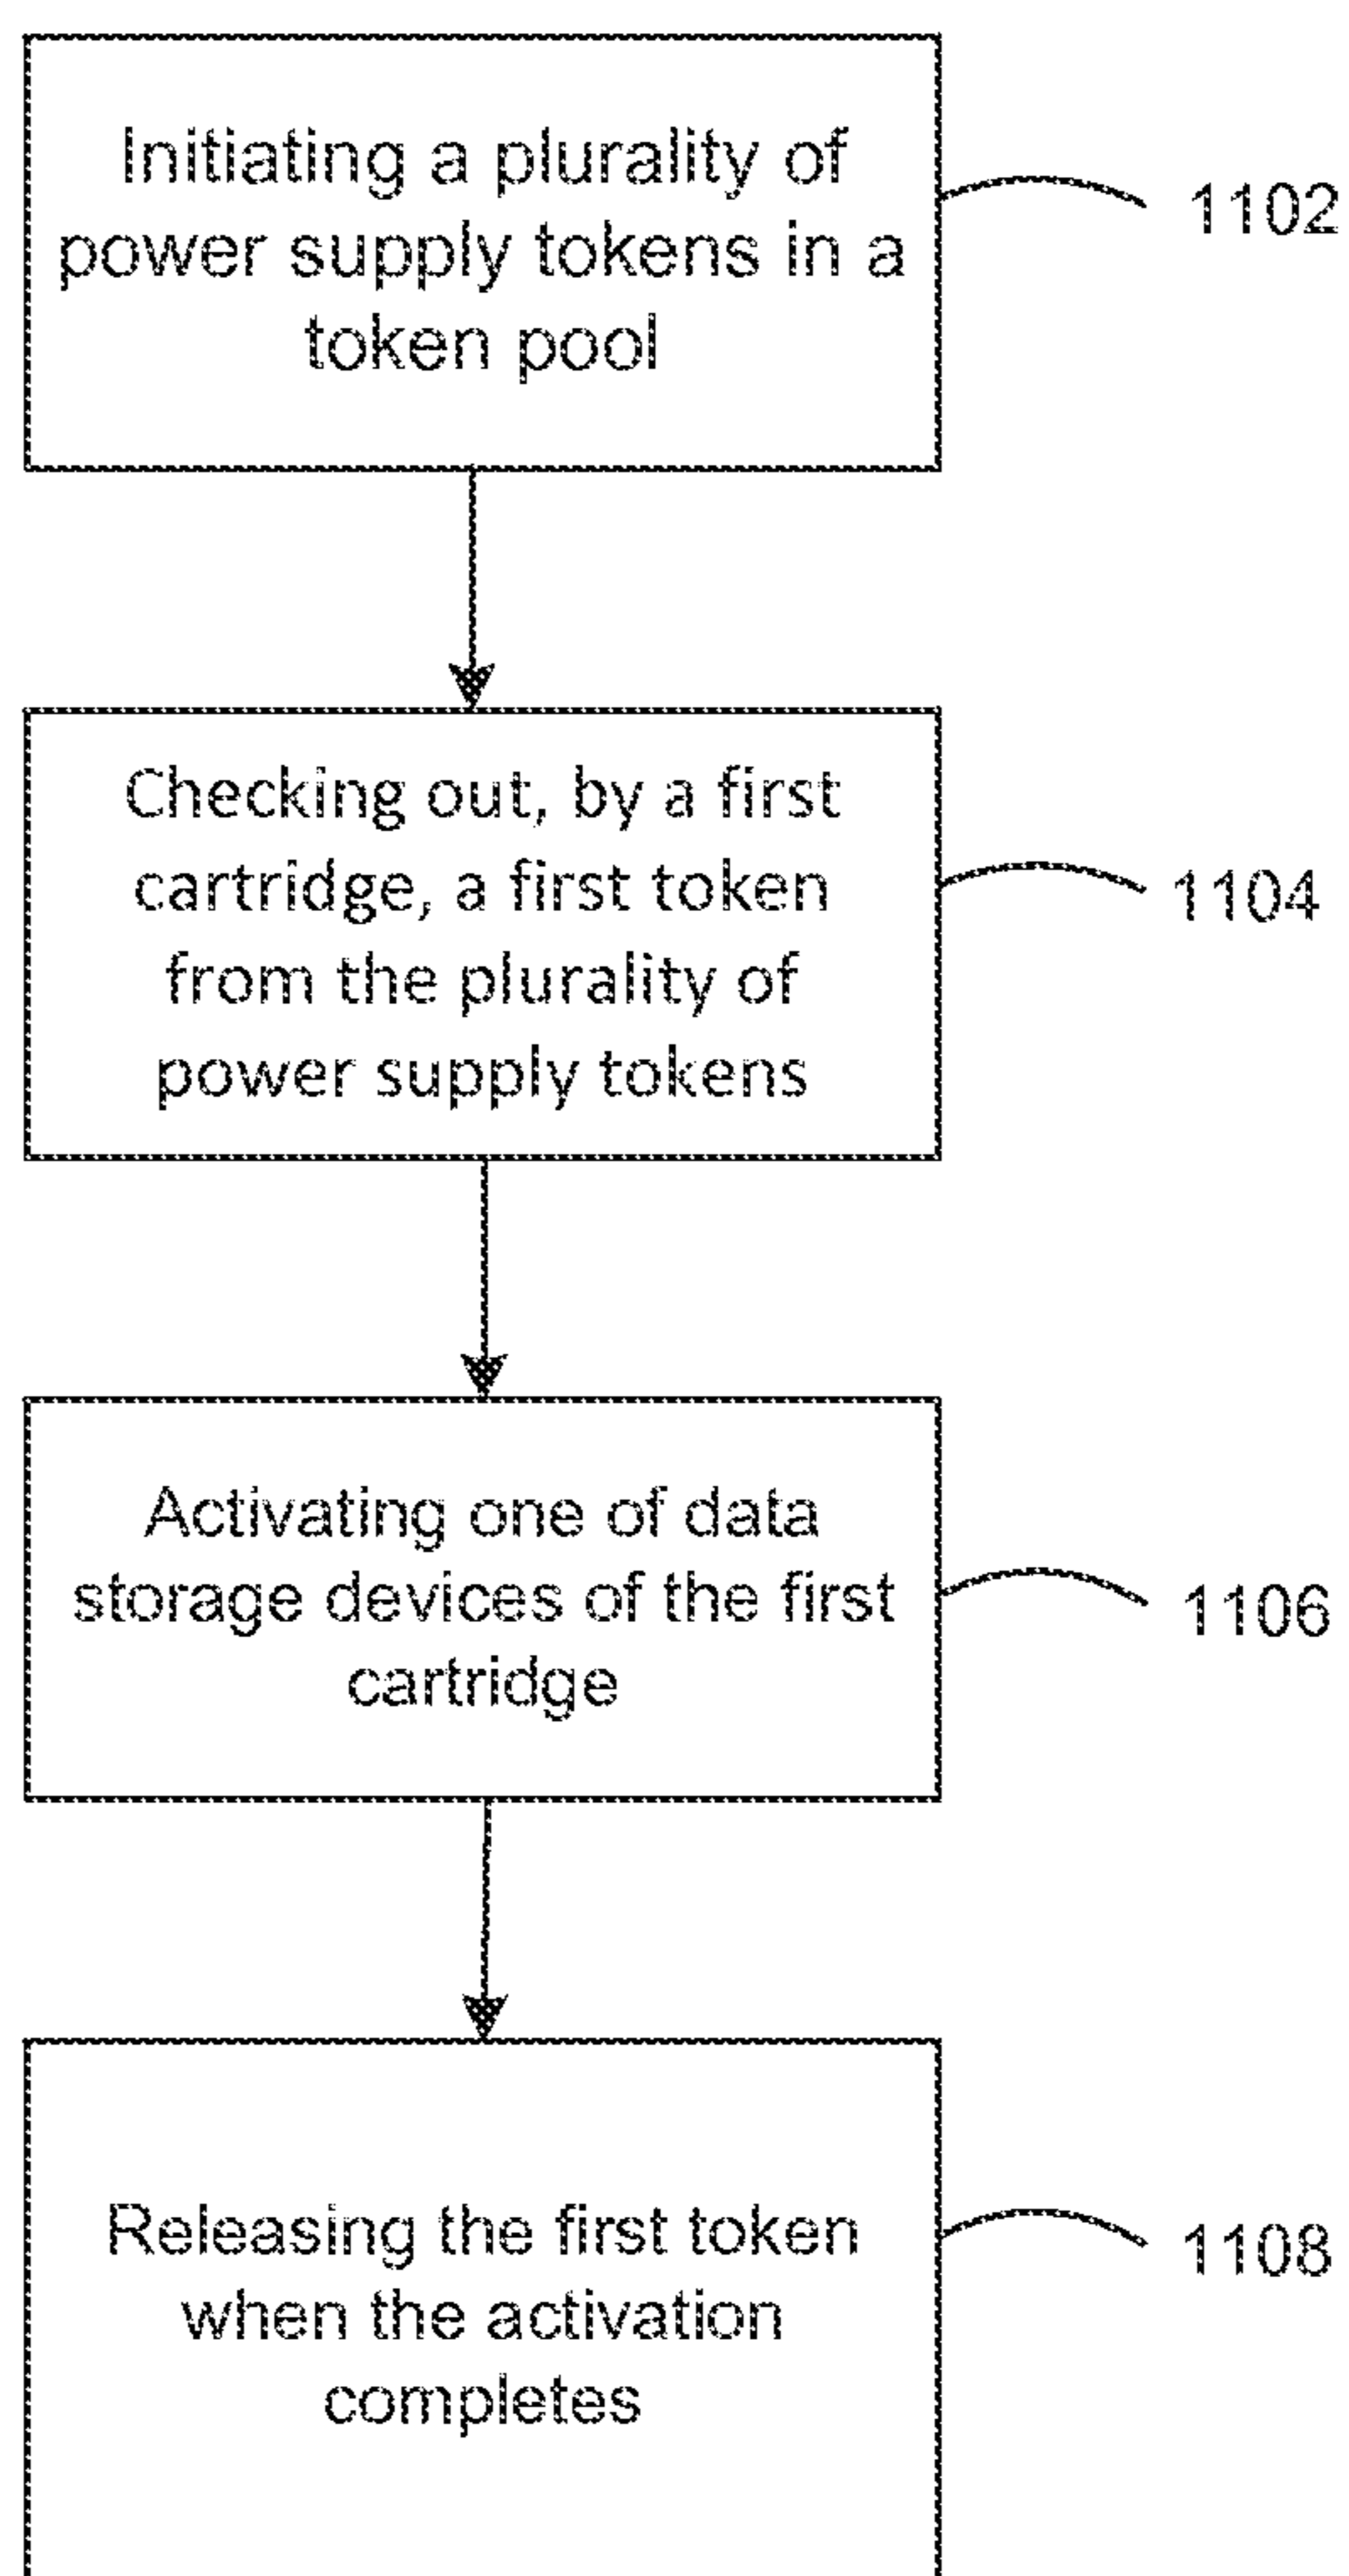 Initiating a plurality of
power supply tokens in a
token pool
1102
Checking out, by a first
cartridge, a first token
from the plurality of
power supply tokens
1104
Activating one of data
storage devices of the first
cartridge
1106
Releasing the first token
when the activation
completes
1108